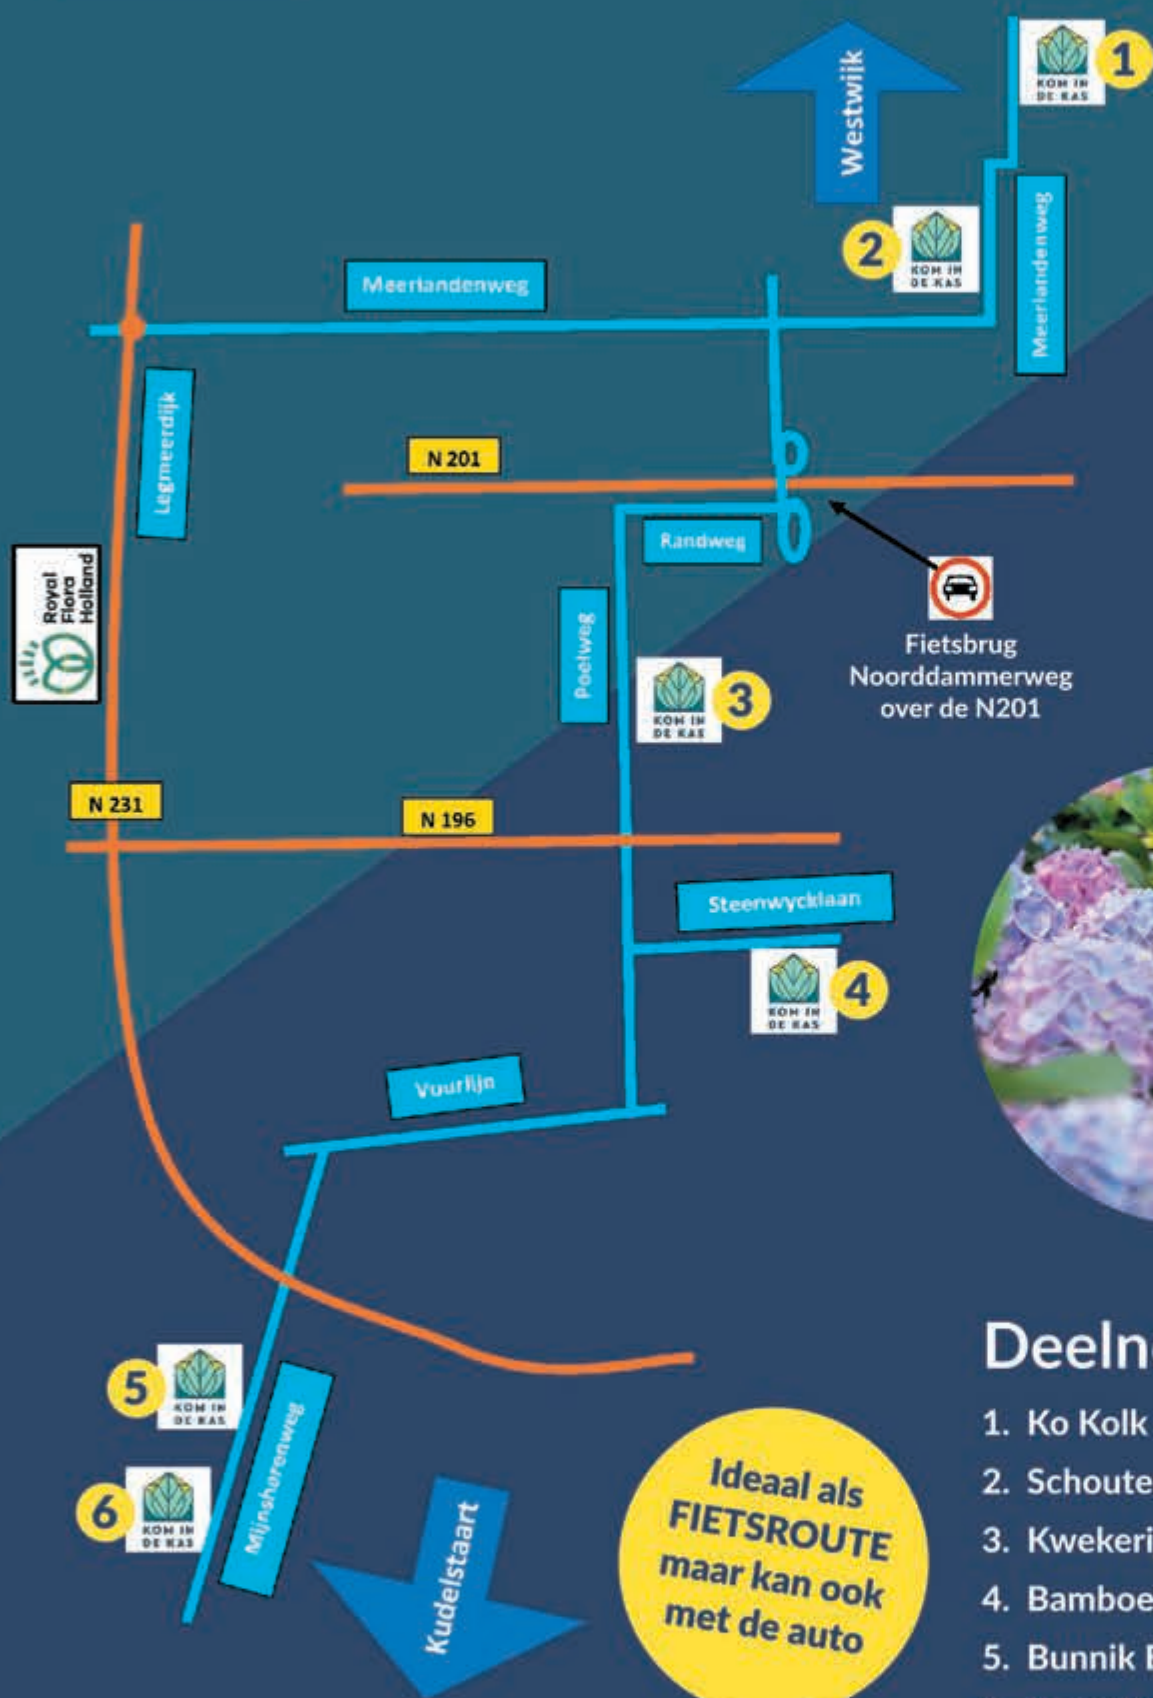 KOM IN
DE KAS
1
Westwijk
2
KOM IN
DE KAS
Meerlandenweg
Meerlandenweg
Legmeerdijk
N 201
Randweg
Royal
Flora
Holland
Poelweg
Fietsbrug
Noorddammerweg
over de N201
KOM IN
DE KAS
3
N 231
N 196
Steenwycklaan
KOM IN
DE KAS
4
Vuurlijn
5
KOM IN
DE KAS
6
KOM IN
DE KAS
Mijnsherenweg
Kudelstaart
Ideaal als
FIETSROUTE
maar kan ook
met de auto
Deeln
1. Ko Kolk
2. Schoute
3. Kwekeri
4. Bamboe
5. Bunnik